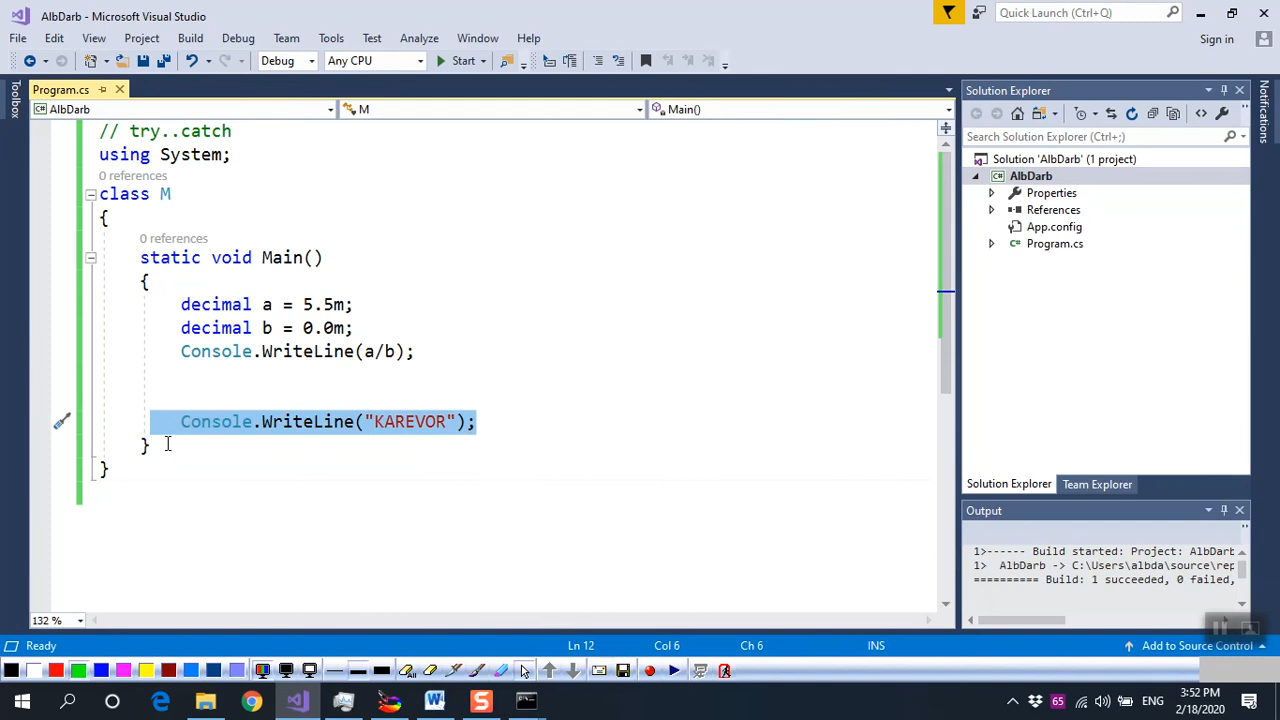 AlbDarb - Microsoft Visual Studio
Quick Launch (Ctrl+Q)
File Edit View Project Build Debug Team Tools Test Analyze Window Help
Sign in
Debug Any CPU Start
Toolbox
Program.cs
AlbDarb M Main()
// try..catch
using System;
0 references
class M
{
0 references
static void Main()
{
decimal a = 5.5m;
decimal b = 0.0m;
Console.WriteLine(a/b);
Console.WriteLine("KAREVOR");
}
}
132 %
Solution Explorer
Search Solution Explorer (Ctrl+;)
Solution 'AlbDarb' (1 project)
AlbDarb
Properties
References
App.config
Program.cs
Solution Explorer Team Explorer
Output
1>------ Build started: Project: AlbDarb
1> AlbDarb -> C:\Users\albda\source\rep
========== Build: 1 succeeded, 0 failed,
Notifications
Ready Ln 12 Col 6 Ch 6 INS Add to Source Control
65 ENG 3:52 PM
2/18/2020